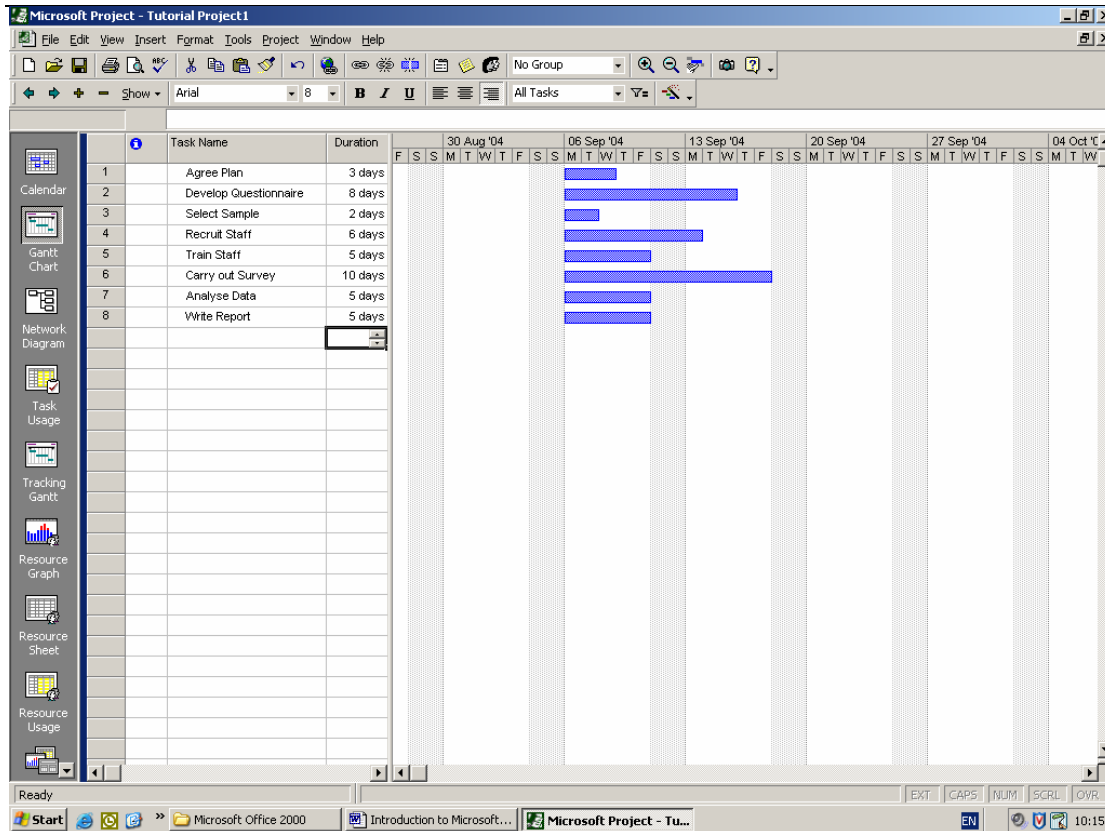 Microsoft Project - Tutorial Project1
File Edit View Insert Format Tools Project Window Help
ABC No Group
Show Arial 8 B I U All Tasks
Task Name Duration 30 Aug '04 06 Sep '04 13 Sep '04 20 Sep '04 27 Sep '04 04 Oct
F S S M T W T F S S M T W T F S S M T W T F S S M T W T F S S M T W T F S S M T W
1 Agree Plan 3 days
2 Develop Questionnaire 8 days
3 Select Sample 2 days
4 Recruit Staff 6 days
5 Train Staff 5 days
6 Carry out Survey 10 days
7 Analyse Data 5 days
8 Write Report 5 days
Calendar
Gantt
Chart
Network
Diagram
Task
Usage
Tracking
Gantt
Resource
Graph
Resource
Sheet
Resource
Usage
Ready EXT CAPS NUM SCRL OVR
Start » Microsoft Office 2000 Introduction to Microsoft... Microsoft Project - Tu... EN 10:15